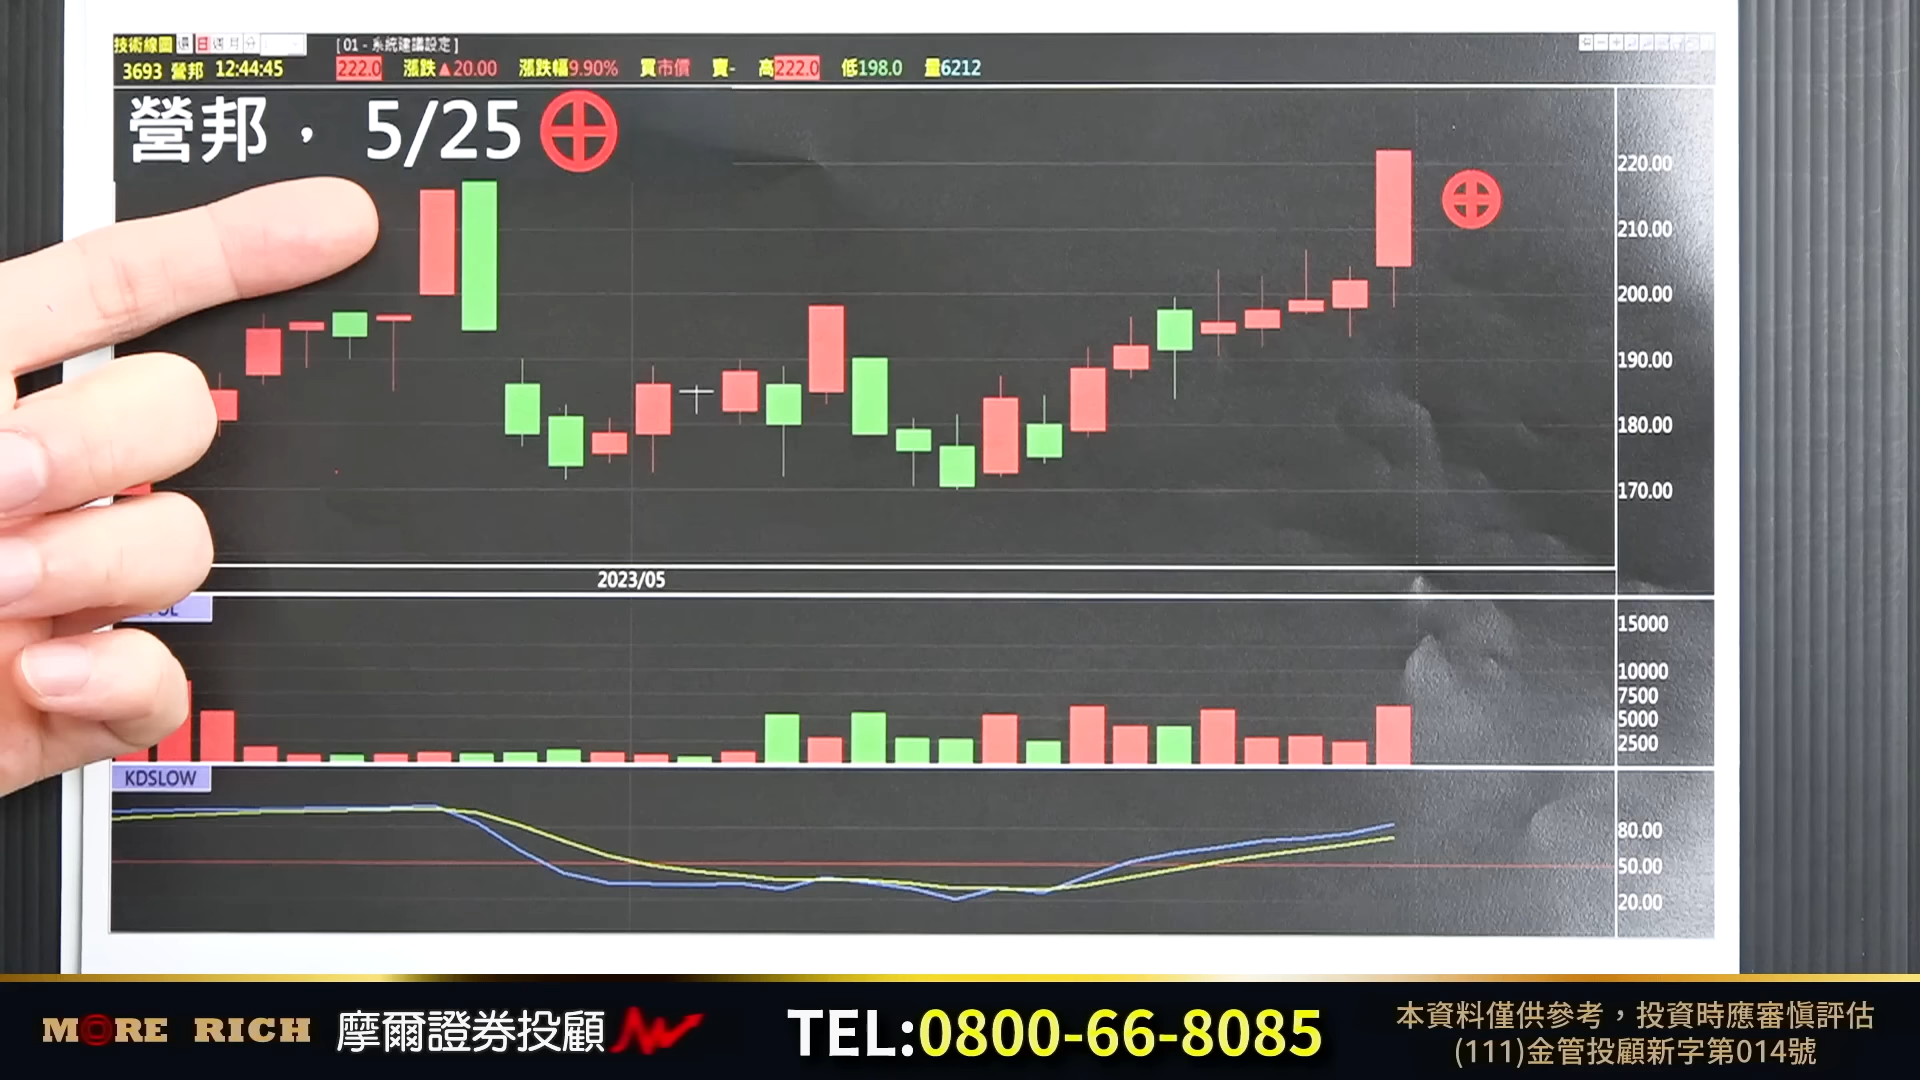 技術線圖 還 日 週 月 分 [ 01 - 系統建議設定 ]
3693 營邦 12:44:45 222.0 漲跌▲20.00 漲跌幅9.90% 買市價 賣- 高222.0 低198.0 量6212
營邦, 5/25
220.00
210.00
200.00
190.00
180.00
170.00
2023/05
15000
10000
7500
5000
2500
KDSLOW
80.00
50.00
20.00
MORE RICH 摩爾證券投顧 TEL:0800-66-8085
本資料僅供參考,投資時應審慎評估
(111)金管投顧新字第014號